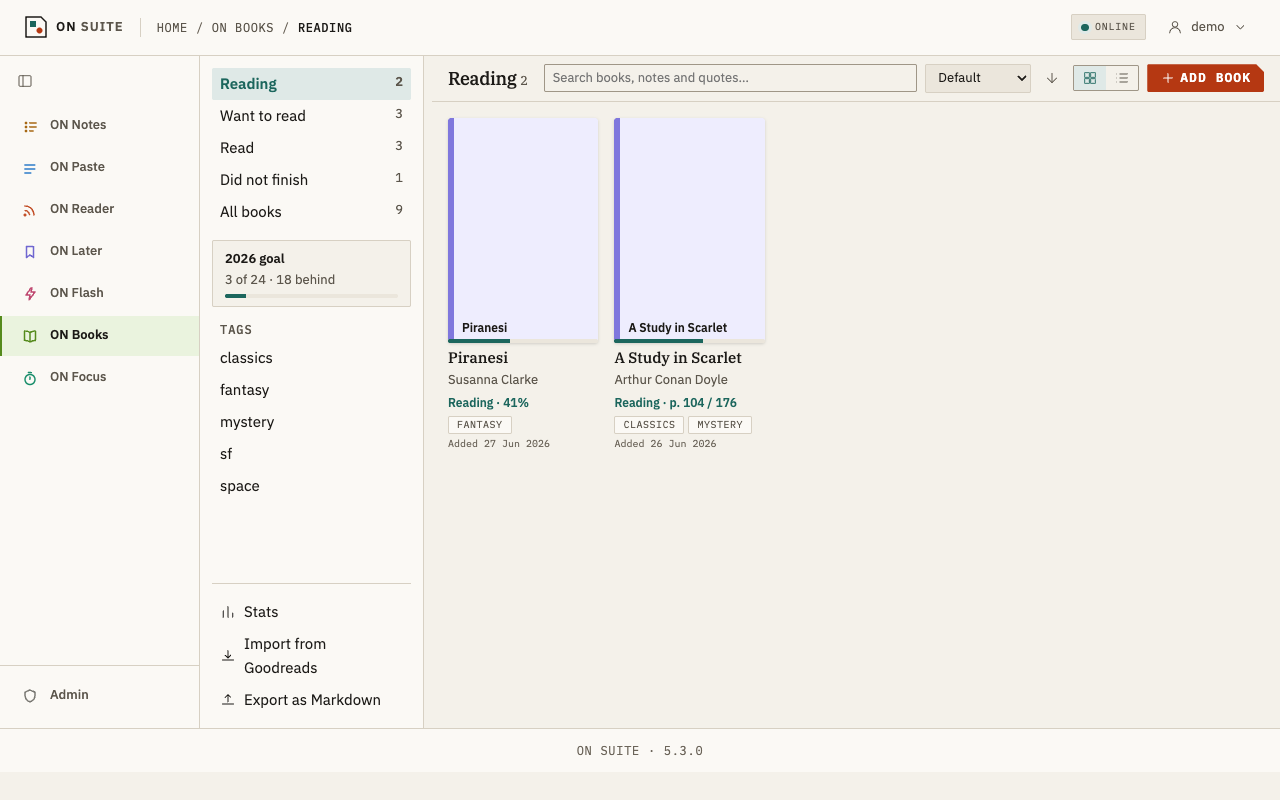 ON SUITE
HOME / ON BOOKS / READING
ONLINE
demo
ON Notes
ON Paste
ON Reader
ON Later
ON Flash
ON Books
ON Focus
Admin
Reading 2
Want to read 3
Read 3
Did not finish 1
All books 9
2026 goal
3 of 24 · 18 behind
TAGS
classics
fantasy
mystery
sf
space
Stats
Import from
Goodreads
Export as Markdown
Reading 2
Search books, notes and quotes...
Default
ADD BOOK
Piranesi
Piranesi
Susanna Clarke
Reading · 41%
FANTASY
Added 27 Jun 2026
A Study in Scarlet
A Study in Scarlet
Arthur Conan Doyle
Reading · p. 104 / 176
CLASSICS MYSTERY
Added 26 Jun 2026
ON SUITE · 5.3.0